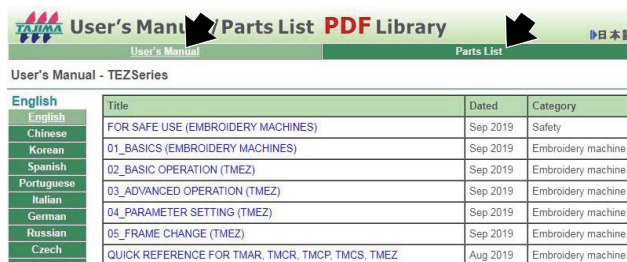 TAJIMA User's Manual/Parts List PDF Library
日本語
User's Manual Parts List
User's Manual - TEZSeries
English
English
Chinese
Korean
Spanish
Portuguese
Italian
German
Russian
Czech
Title Dated Category
FOR SAFE USE (EMBROIDERY MACHINES) Sep 2019 Safety
01_BASICS (EMBROIDERY MACHINES) Sep 2019 Embroidery machine
02_BASIC OPERATION (TMEZ) Sep 2019 Embroidery machine
03_ADVANCED OPERATION (TMEZ) Sep 2019 Embroidery machine
04_PARAMETER SETTING (TMEZ) Sep 2019 Embroidery machine
05_FRAME CHANGE (TMEZ) Sep 2019 Embroidery machine
QUICK REFERENCE FOR TMAR, TMCR, TMCP, TMCS, TMEZ Aug 2019 Embroidery machine